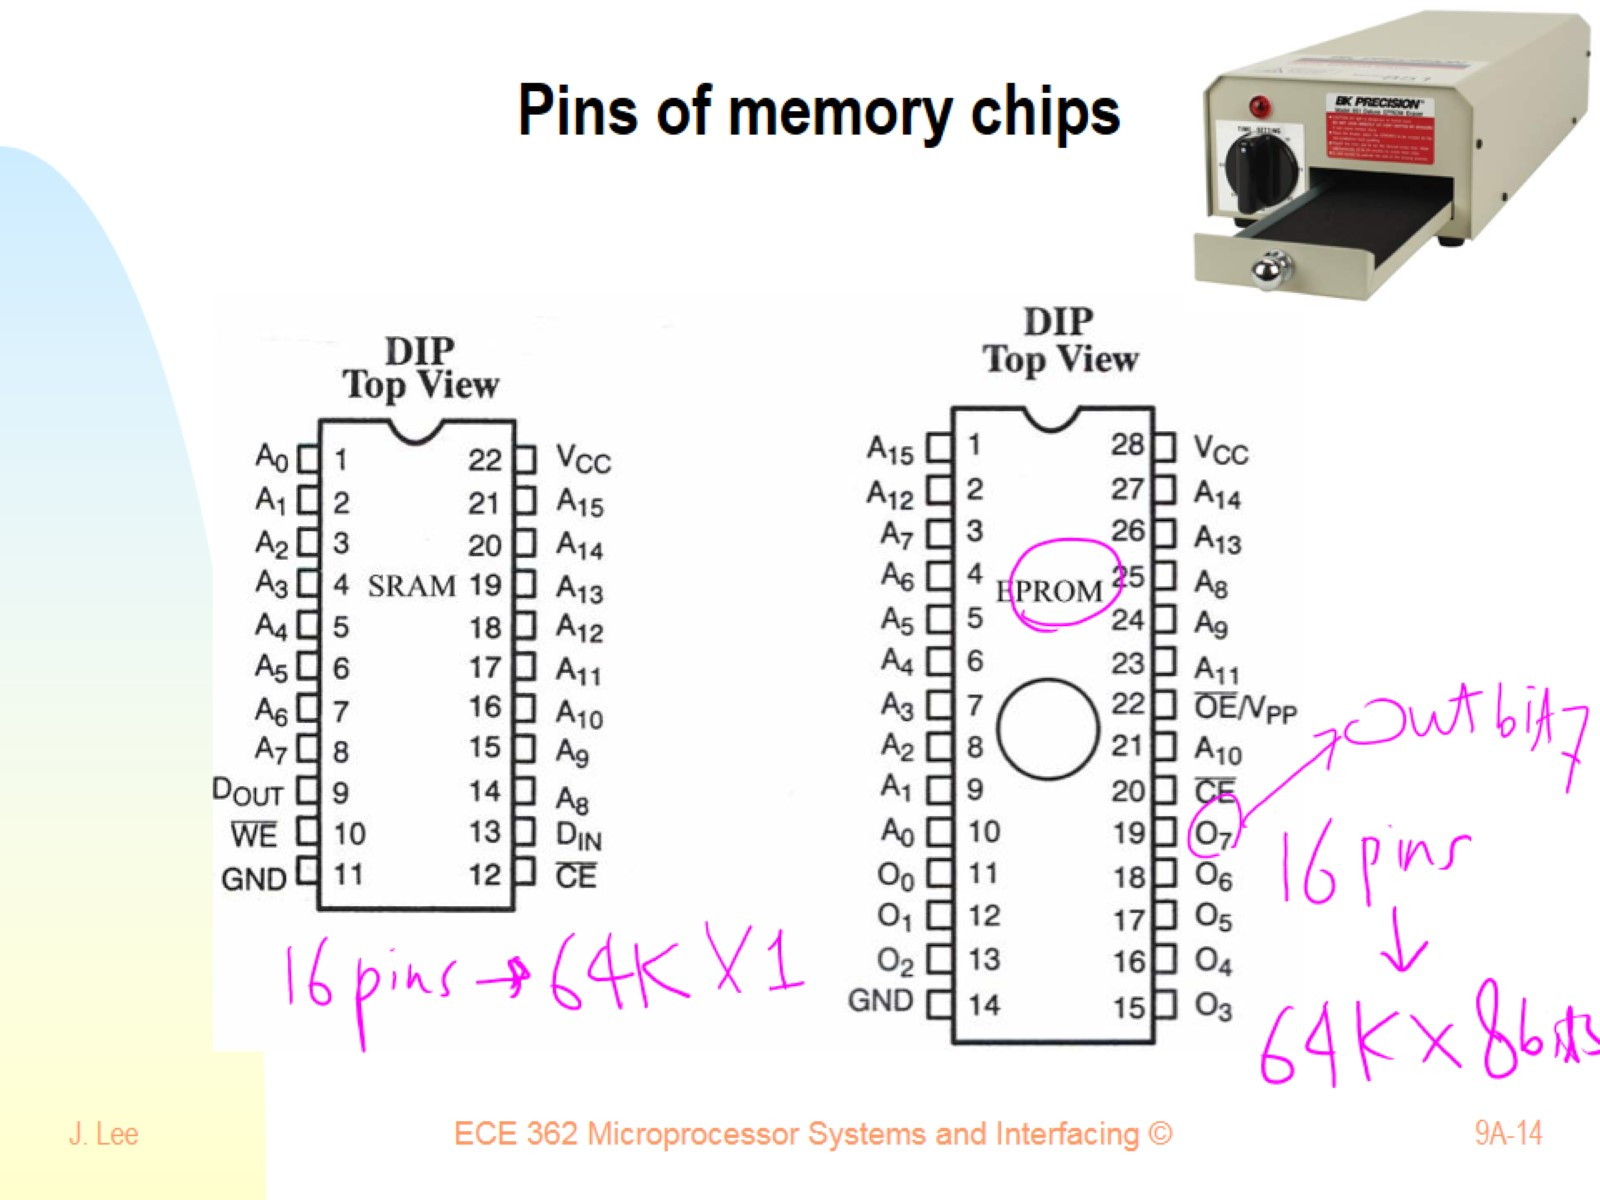 Pins of memory chips
BK PRECISION
TIME SETTING
DIP
Top View
A0 1 22 VCC
A1 2 21 A15
A2 3 20 A14
A3 4 SRAM 19 A13
A4 5 18 A12
A5 6 17 A11
A6 7 16 A10
A7 8 15 A9
DOUT 9 14 A8
W̅E̅ 10 13 DIN
GND 11 12 C̅E̅
16 pins → 64K X 1
DIP
Top View
A15 1 28 VCC
A12 2 27 A14
A7 3 26 A13
A6 4 EPROM 25 A8
A5 5 24 A9
A4 6 23 A11
A3 7 22 O̅E̅/VPP
A2 8 21 A10
A1 9 20 C̅E̅
A0 10 19 O7
O0 11 18 O6
O1 12 17 O5
O2 13 16 O4
GND 14 15 O3
Out bit 7
16 pins
↓
64K x 8 bits
J. Lee
ECE 362 Microprocessor Systems and Interfacing ©
9A-14